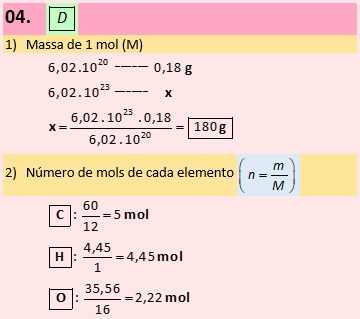 04. D
1) Massa de 1 mol (M)
6,02.10²⁰ ------- 0,18 g
6,02.10²³ ------- x
x = 6,02.10²³.0,18 / 6,02.10²⁰ = 180 g
2) Número de mols de cada elemento (n = m/M)
C : 60/12 = 5 mol
H : 4,45/1 = 4,45 mol
O : 35,56/16 = 2,22 mol